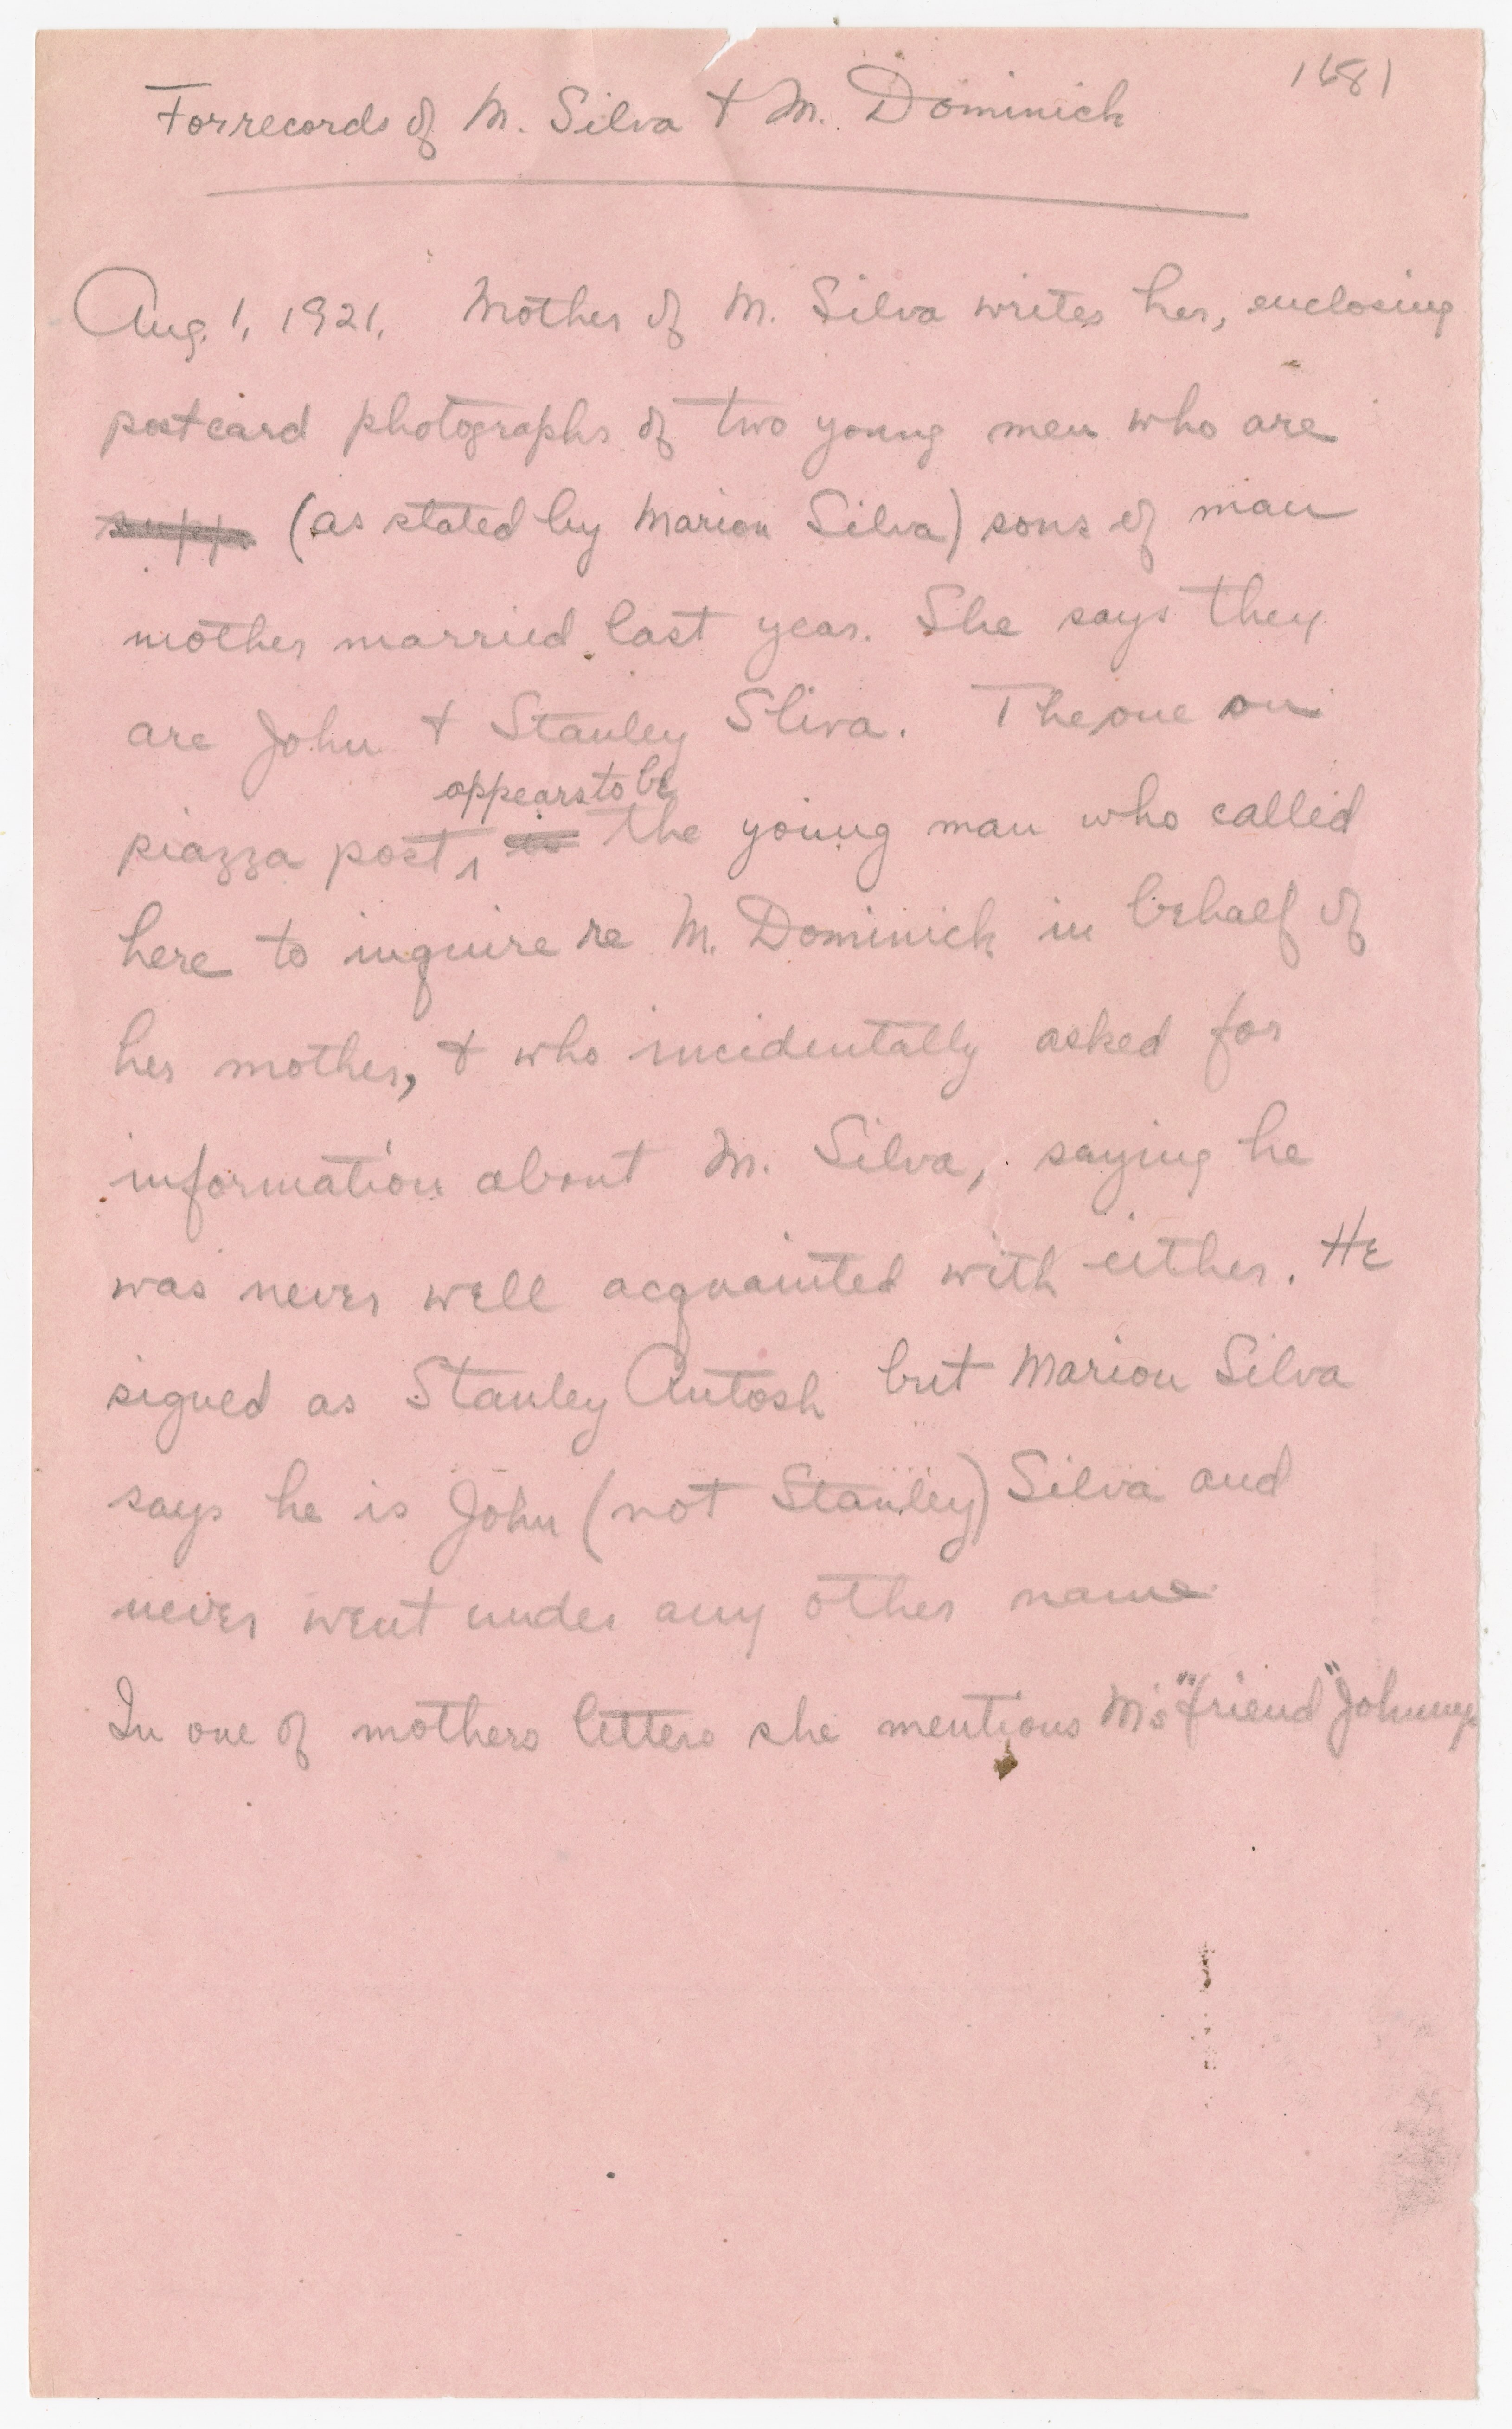 1681
For records of M. Silva + M. Dominick
Aug. 1, 1921. Mother of M. Silva writes her, enclosing
postcard photographs of two young men who are
supp. (as stated by Marion Silva) sons of man
mother married last year. She says they
are John + Stanley Sliva. The one on
appears to be
piazza post, is the young man who called
here to inquire re M. Dominick in behalf of
her mother, + who incidentally asked for
information about M. Silva, saying he
was never well acquainted with either. He
signed as Stanley Antosh but Marion Silva
says he is John (not Stanley) Silva and
never went under any other name
In one of mothers letters she mentions M's "friend" Johnny